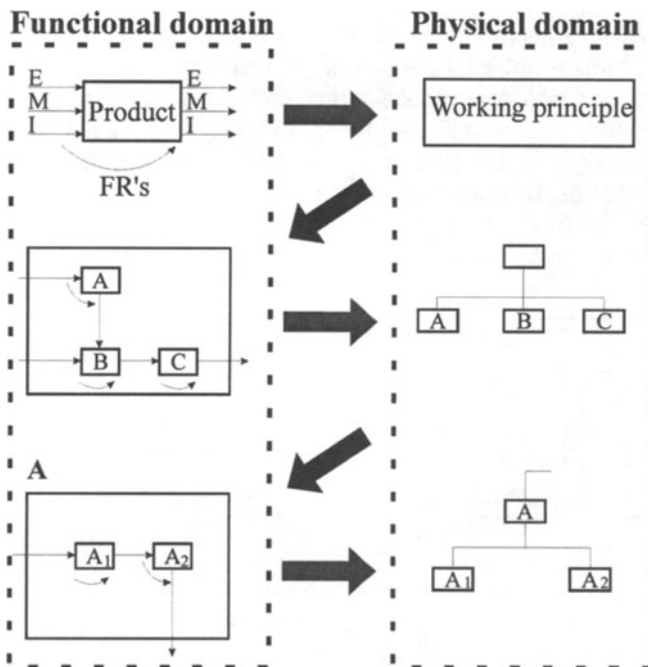 Functional domain
Physical domain
E E
M Product M
I I
FR's
Working principle
A
B C
A B C
A
A1 A2
A
A1 A2